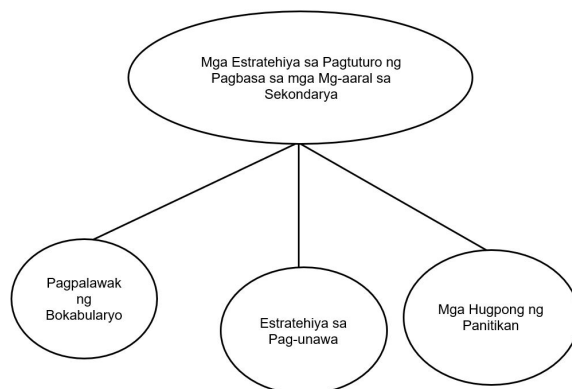 Mga Estratehiya sa Pagtuturo ng
Pagbasa sa mga Mg-aaral sa
Sekondarya
Pagpalawak
ng
Bokabularyo
Estratehiya sa
Pag-unawa
Mga Hugpong ng
Panitikan